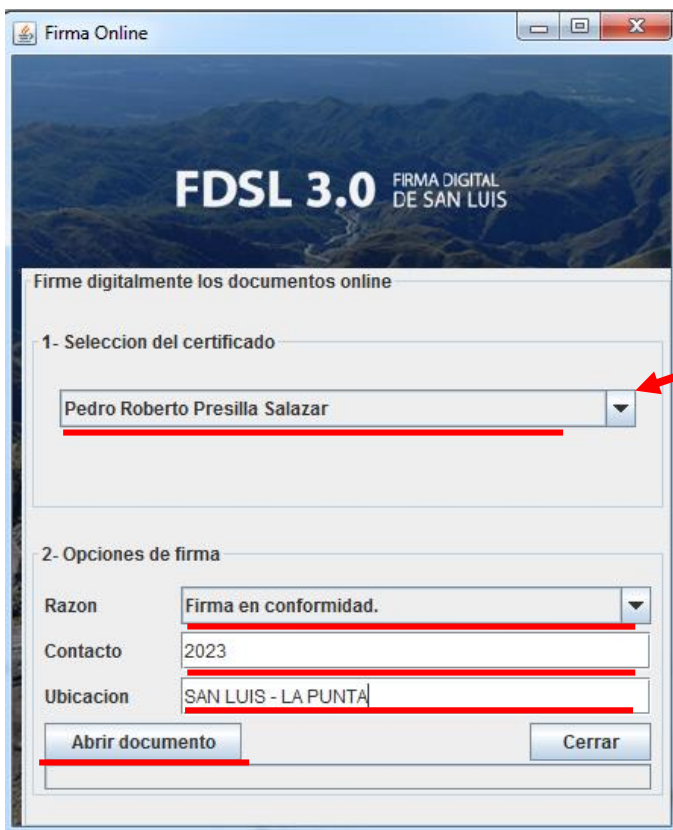 Firma Online
FDSL 3.0 FIRMA DIGITAL
DE SAN LUIS
Firme digitalmente los documentos online
1- Seleccion del certificado
Pedro Roberto Presilla Salazar
2- Opciones de firma
Razon Firma en conformidad.
Contacto 2023
Ubicacion SAN LUIS - LA PUNTA
Abrir documento Cerrar